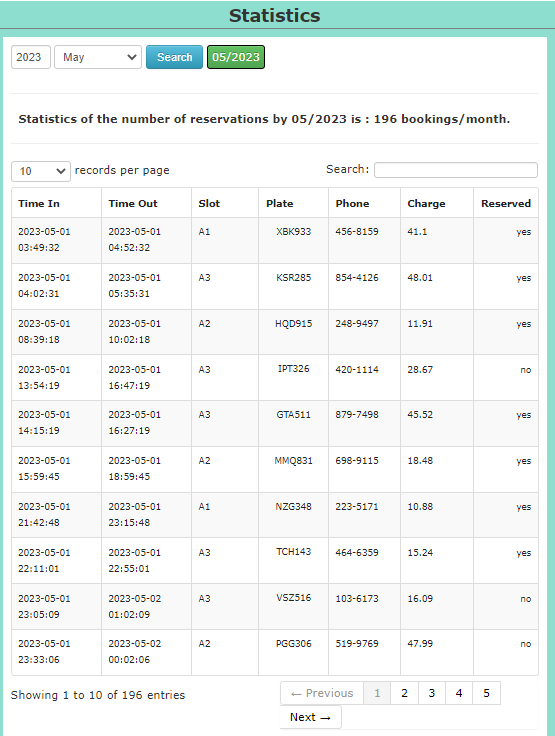 Statistics
2023 May Search 05/2023
Statistics of the number of reservations by 05/2023 is : 196 bookings/month.
10 records per page Search:
Time In Time Out Slot Plate Phone Charge Reserved
2023-05-01 03:49:32 2023-05-01 04:52:32 A1 XBK933 456-8159 41.1 yes
2023-05-01 04:02:31 2023-05-01 05:35:31 A3 KSR285 854-4126 48.01 yes
2023-05-01 08:39:18 2023-05-01 10:02:18 A2 HQD915 248-9497 11.91 yes
2023-05-01 13:54:19 2023-05-01 16:47:19 A3 IPT326 420-1114 28.67 no
2023-05-01 14:15:19 2023-05-01 16:27:19 A3 GTA511 879-7498 45.52 yes
2023-05-01 15:59:45 2023-05-01 18:59:45 A2 MMQ831 698-9115 18.48 yes
2023-05-01 21:42:48 2023-05-01 23:15:48 A1 NZG348 223-5171 10.88 yes
2023-05-01 22:11:01 2023-05-01 22:55:01 A3 TCH143 464-6359 15.24 yes
2023-05-01 23:05:09 2023-05-02 01:02:09 A3 VSZ516 103-6173 16.09 no
2023-05-01 23:33:06 2023-05-02 00:02:06 A2 PGG306 519-9769 47.99 no
Showing 1 to 10 of 196 entries ← Previous 1 2 3 4 5
Next →